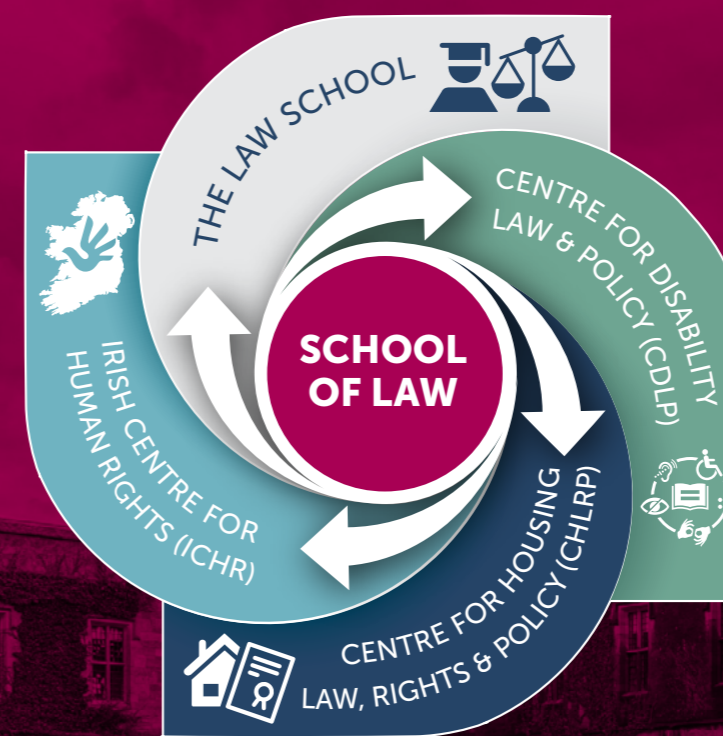 THE LAW SCHOOL
CENTRE FOR DISABILITY
LAW & POLICY (CDLP)
SCHOOL
OF LAW
IRISH CENTRE FOR
HUMAN RIGHTS (ICHR)
CENTRE FOR HOUSING
LAW, RIGHTS & POLICY (CHLRP)